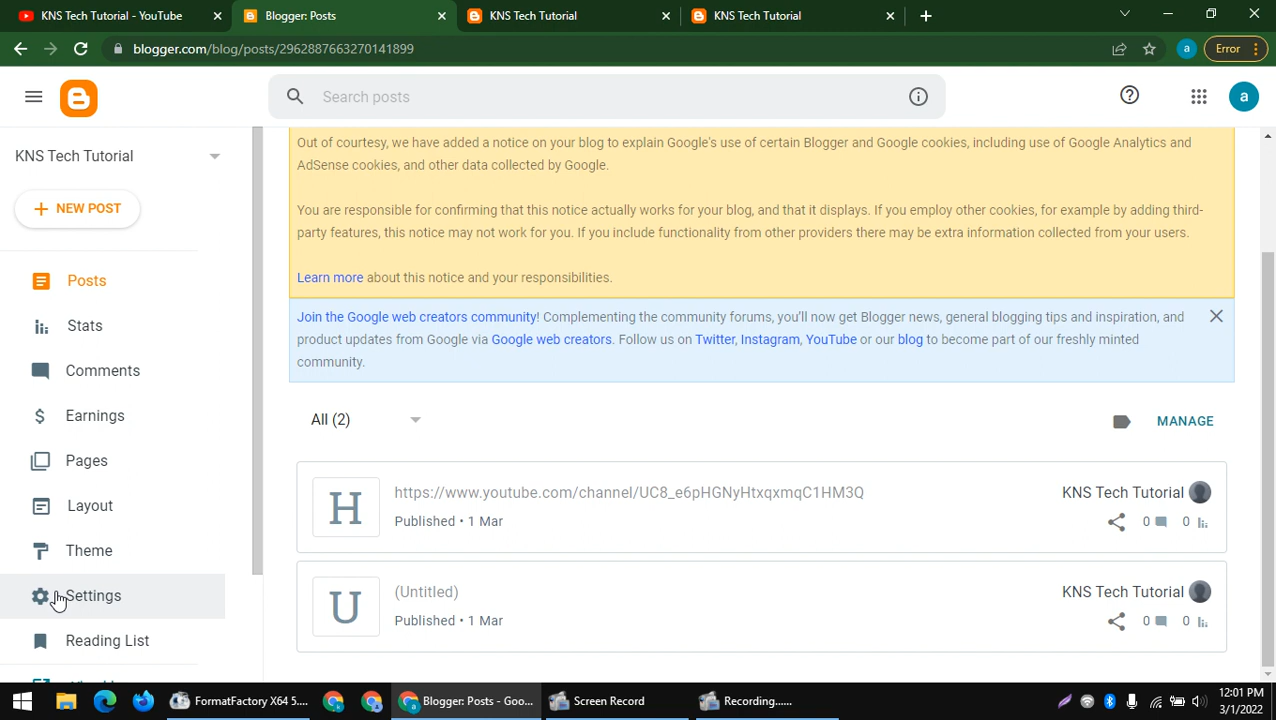 KNS Tech Tutorial - YouTube
Blogger: Posts
KNS Tech Tutorial
KNS Tech Tutorial
blogger.com/blog/posts/2962887663270141899
a
Error
Search posts
a
KNS Tech Tutorial
NEW POST
Posts
Stats
Comments
Earnings
Pages
Layout
Theme
Settings
Reading List
Out of courtesy, we have added a notice on your blog to explain Google's use of certain Blogger and Google cookies, including use of Google Analytics and
AdSense cookies, and other data collected by Google.
You are responsible for confirming that this notice actually works for your blog, and that it displays. If you employ other cookies, for example by adding third-
party features, this notice may not work for you. If you include functionality from other providers there may be extra information collected from your users.
Learn more about this notice and your responsibilities.
Join the Google web creators community! Complementing the community forums, you'll now get Blogger news, general blogging tips and inspiration, and
product updates from Google via Google web creators. Follow us on Twitter, Instagram, YouTube or our blog to become part of our freshly minted
community.
All (2)
MANAGE
H
https://www.youtube.com/channel/UC8_e6pHGNyHtxqxmqC1HM3Q
KNS Tech Tutorial
Published • 1 Mar
0 0
U
(Untitled)
KNS Tech Tutorial
Published • 1 Mar
0 0
FormatFactory X64 5....
Blogger: Posts - Goo...
Screen Record
Recording......
12:01 PM
3/1/2022